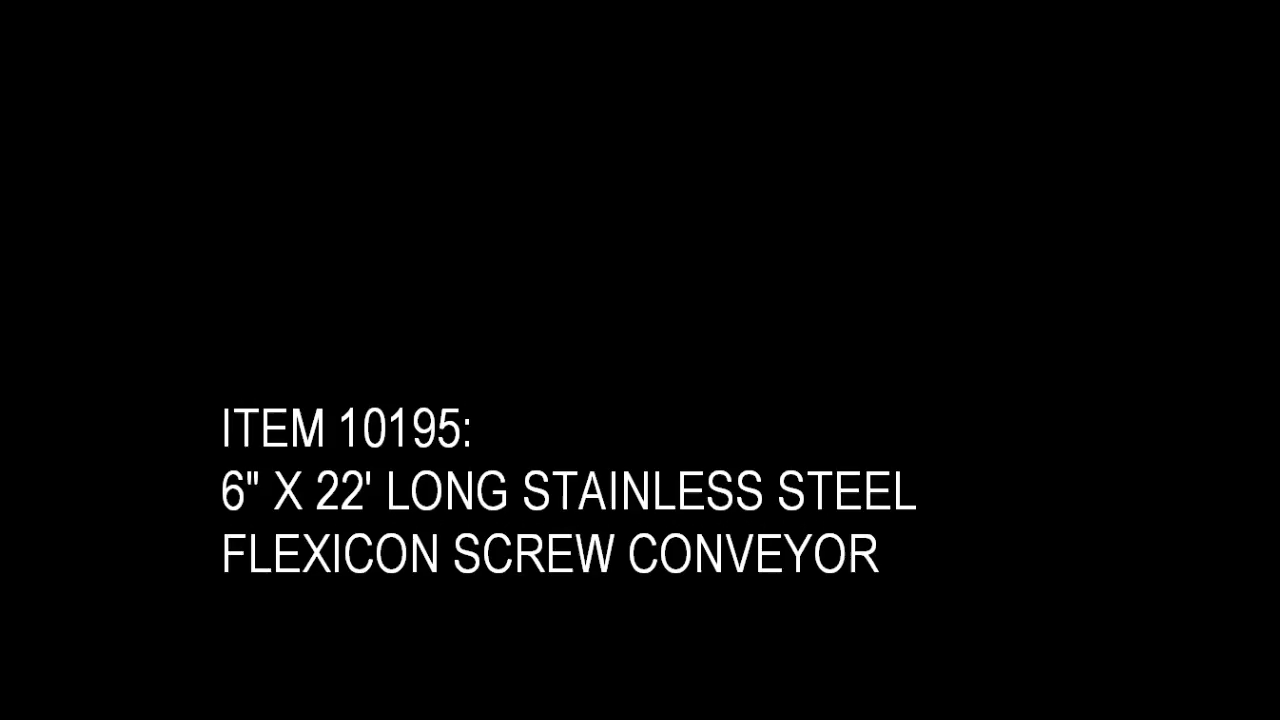 ITEM 10195:
6" X 22' LONG STAINLESS STEEL
FLEXICON SCREW CONVEYOR